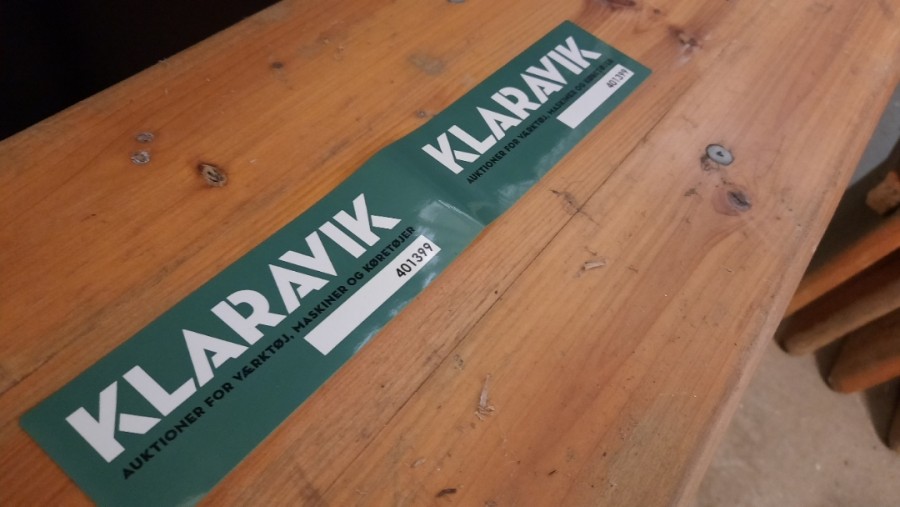 KLARAVIK
AUKTIONER FOR VÆRKTØJ, MASKINER OG KØRETØJER
401399
KLARAVIK
AUKTIONER FOR VÆRKTØJ, MASKINER OG KØRETØJER
401399